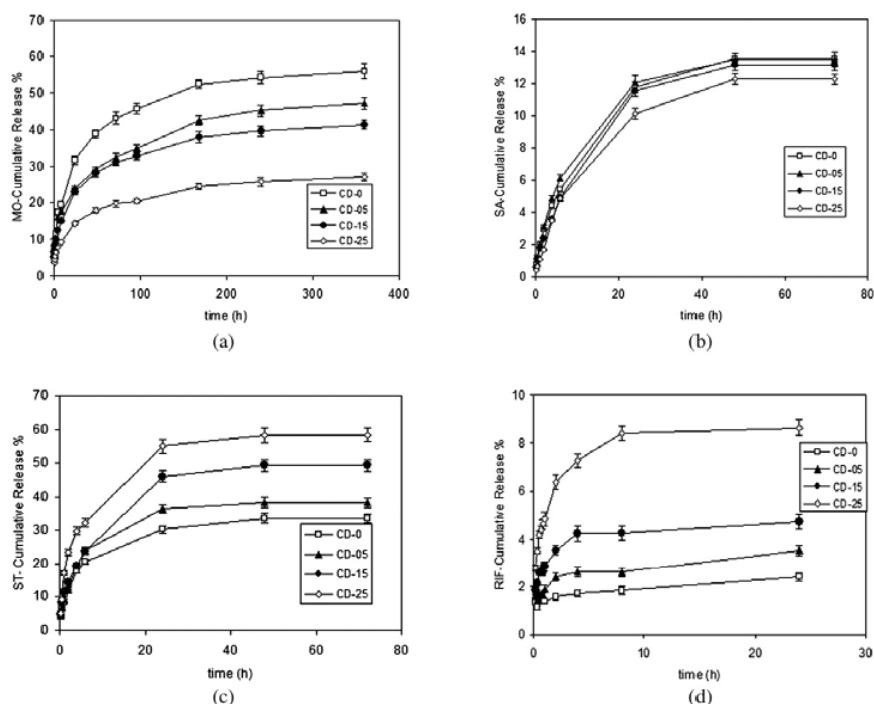 70
60
50
40
30
20
10
0
MO-Cumulative Release %
CD-0
CD-05
CD-15
CD-25
0 100 200 300 400
time (h)
(a)
16
14
12
10
8
6
4
2
0
SA-Cumulative Release %
CD-0
CD-05
CD-15
CD-25
0 20 40 60 80
time (h)
(b)
70
60
50
40
30
20
10
0
ST- Cumulative Release %
CD-0
CD-05
CD-15
CD-25
0 20 40 60 80
time (h)
(c)
10
8
6
4
2
0
RIF-Cumulative Release %
CD-0
CD-05
CD-15
CD-25
0 10 20 30
time (h)
(d)